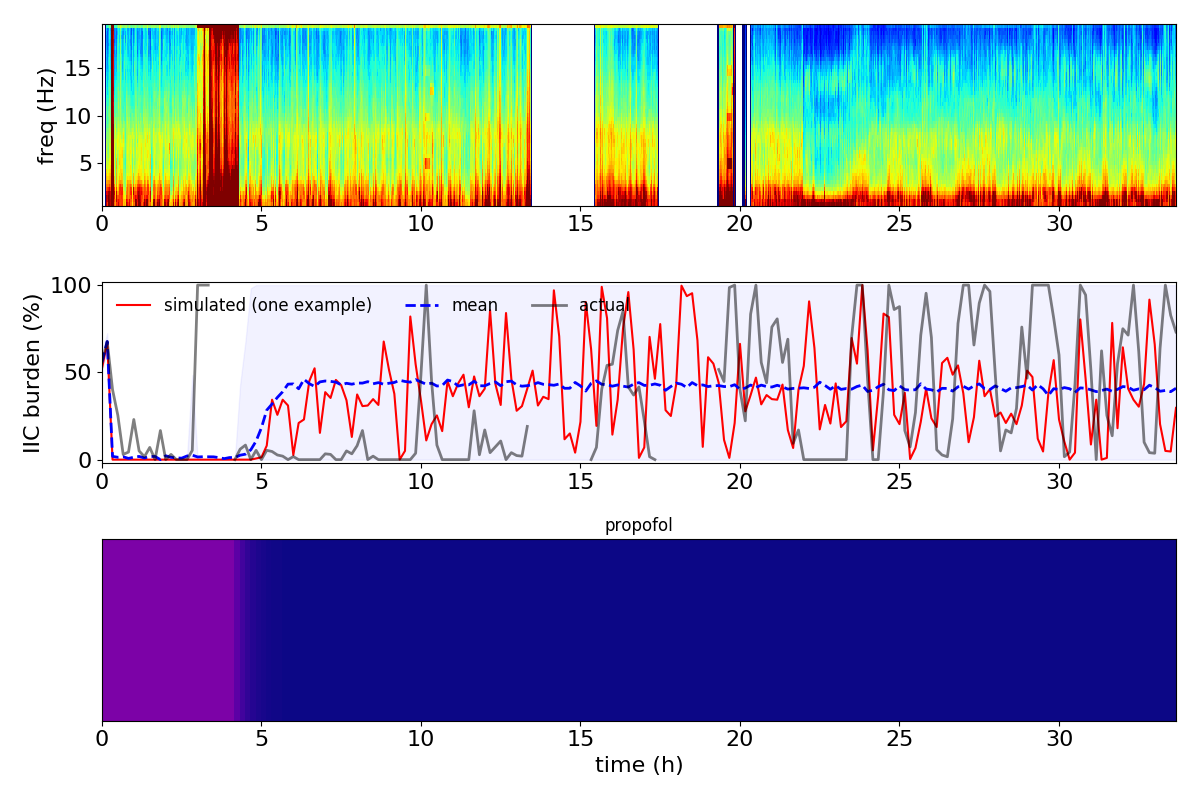 freq (Hz)
15
10
5
0 5 10 15 20 25 30
IIC burden (%)
100
50
0
simulated (one example) mean actual
0 5 10 15 20 25 30
propofol
0 5 10 15 20 25 30
time (h)